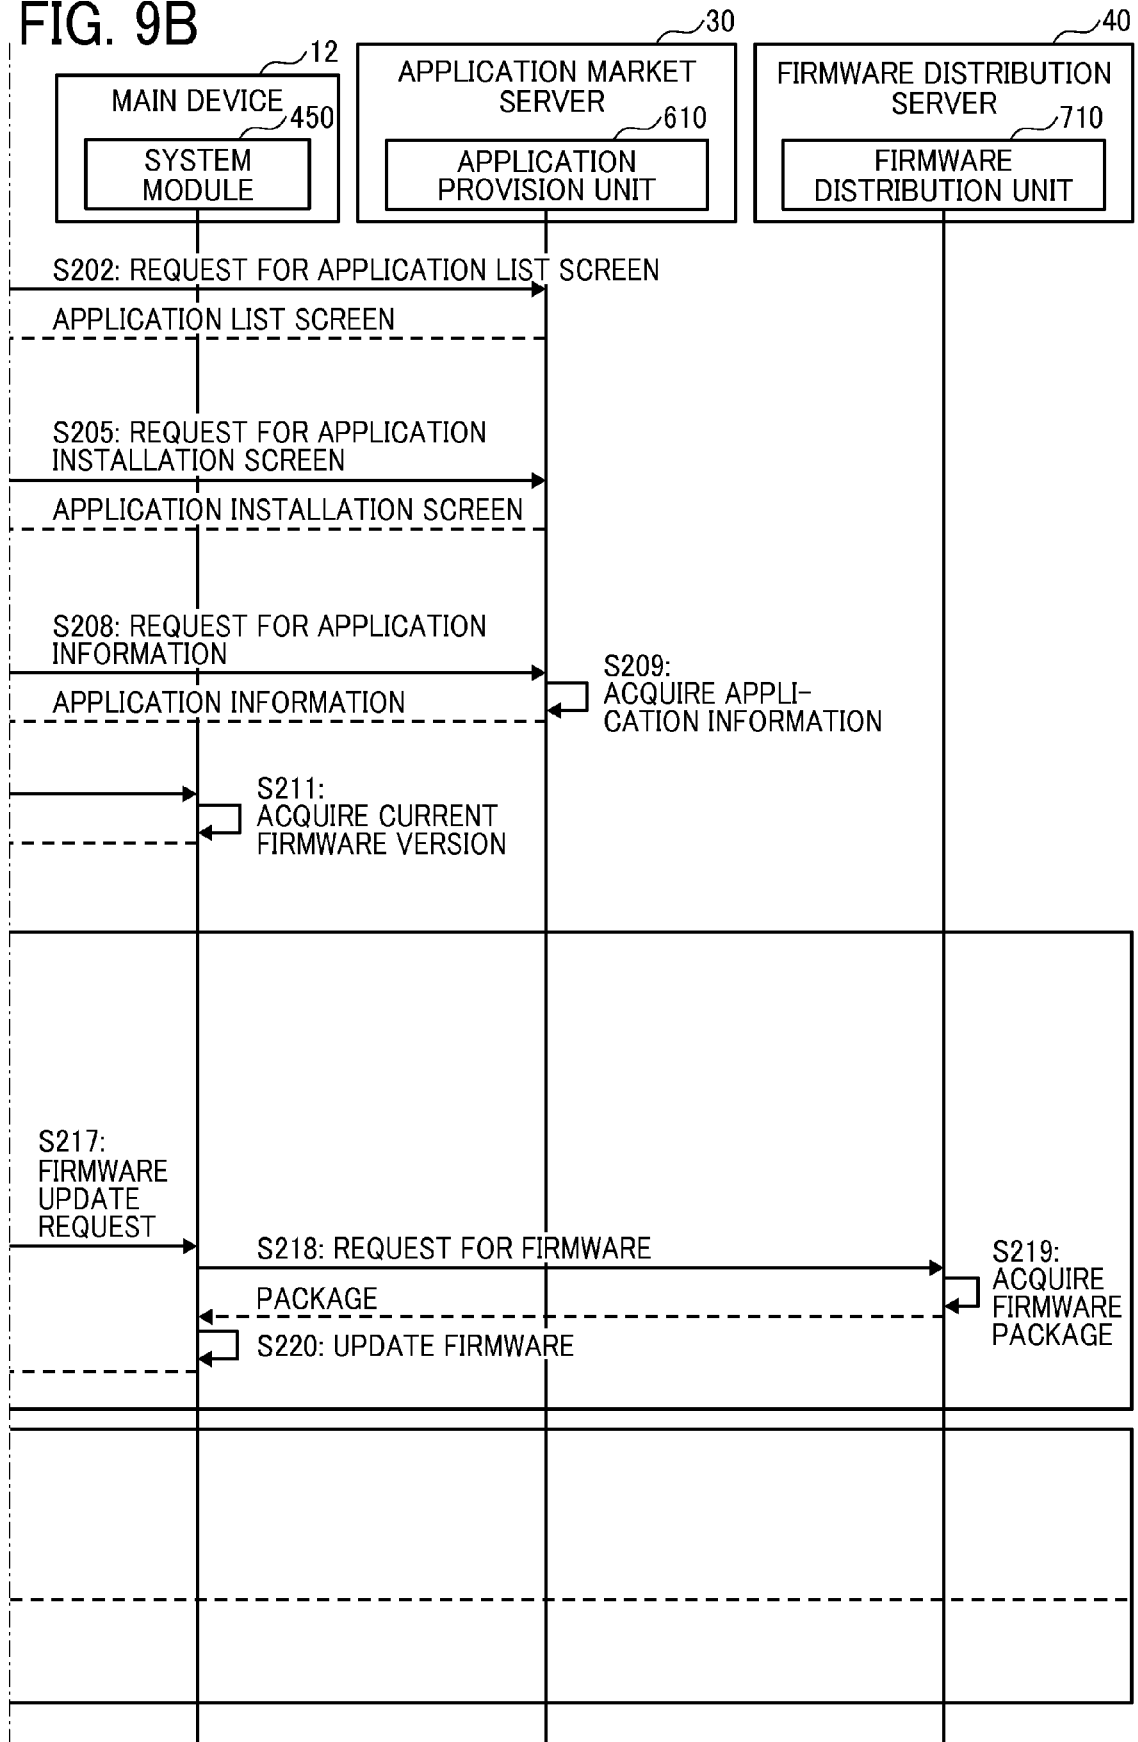 FIG. 9B
12
30
40
MAIN DEVICE
450
SYSTEM
MODULE
APPLICATION MARKET
SERVER
610
APPLICATION
PROVISION UNIT
FIRMWARE DISTRIBUTION
SERVER
710
FIRMWARE
DISTRIBUTION UNIT
S202: REQUEST FOR APPLICATION LIST SCREEN
APPLICATION LIST SCREEN
S205: REQUEST FOR APPLICATION
INSTALLATION SCREEN
APPLICATION INSTALLATION SCREEN
S208: REQUEST FOR APPLICATION
INFORMATION
S209:
ACQUIRE APPLI-
CATION INFORMATION
APPLICATION INFORMATION
S211:
ACQUIRE CURRENT
FIRMWARE VERSION
S217:
FIRMWARE
UPDATE
REQUEST
S218: REQUEST FOR FIRMWARE
S219:
ACQUIRE
FIRMWARE
PACKAGE
PACKAGE
S220: UPDATE FIRMWARE